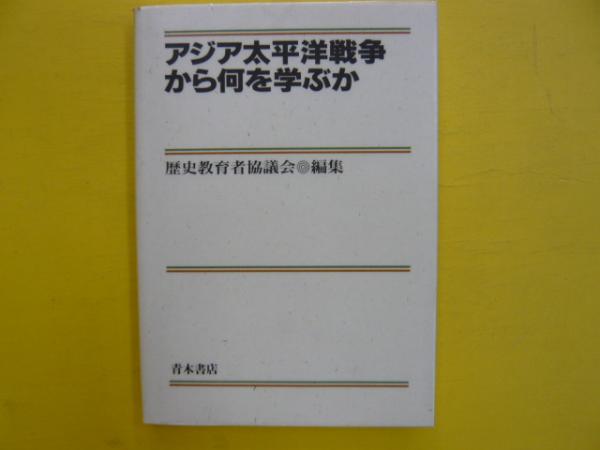 アジア太平洋戦争
から何を学ぶか
歴史教育者協議会◎編集
青木書店